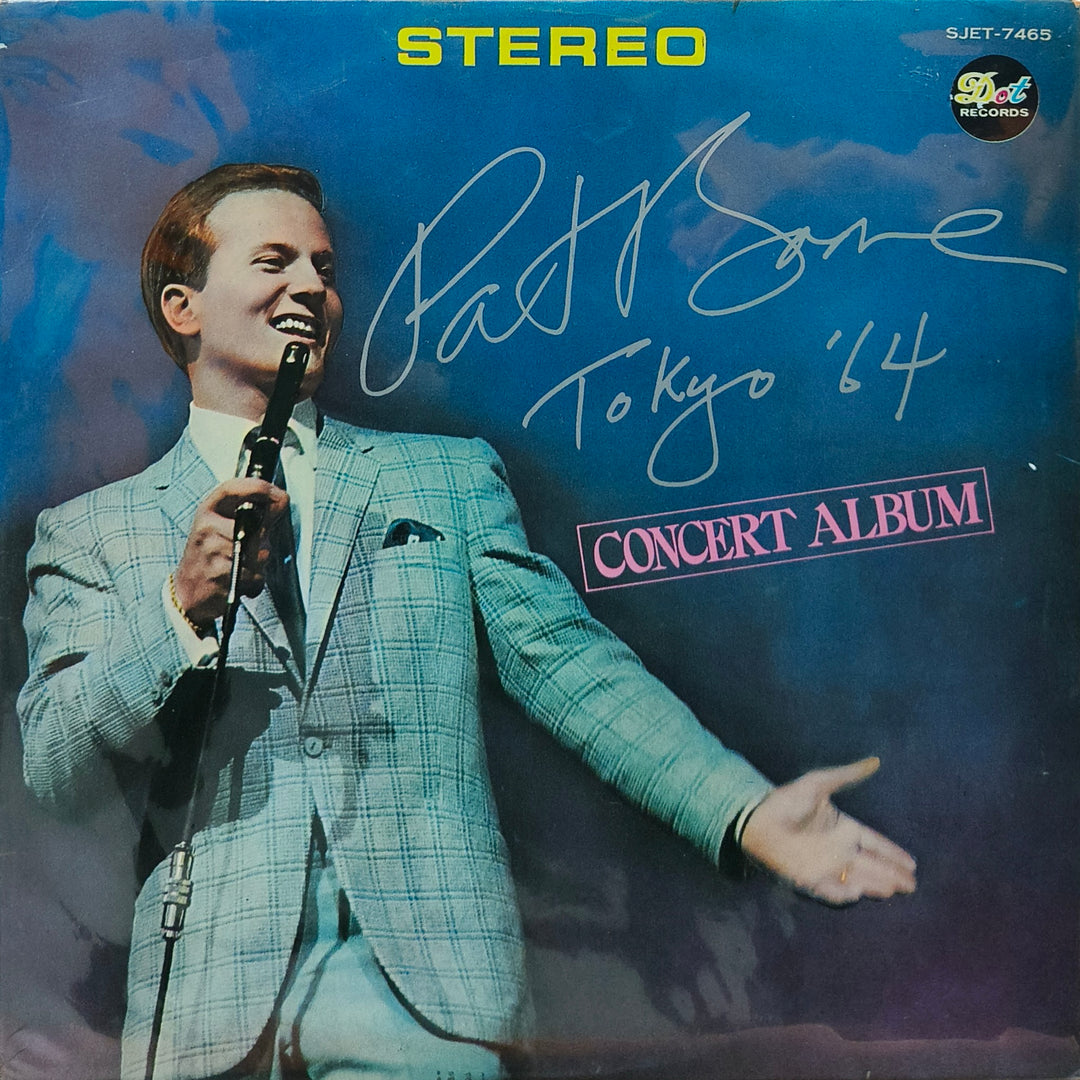 STEREO
SJET-7465
Dot
RECORDS
Pat Boone
Tokyo '64
CONCERT ALBUM